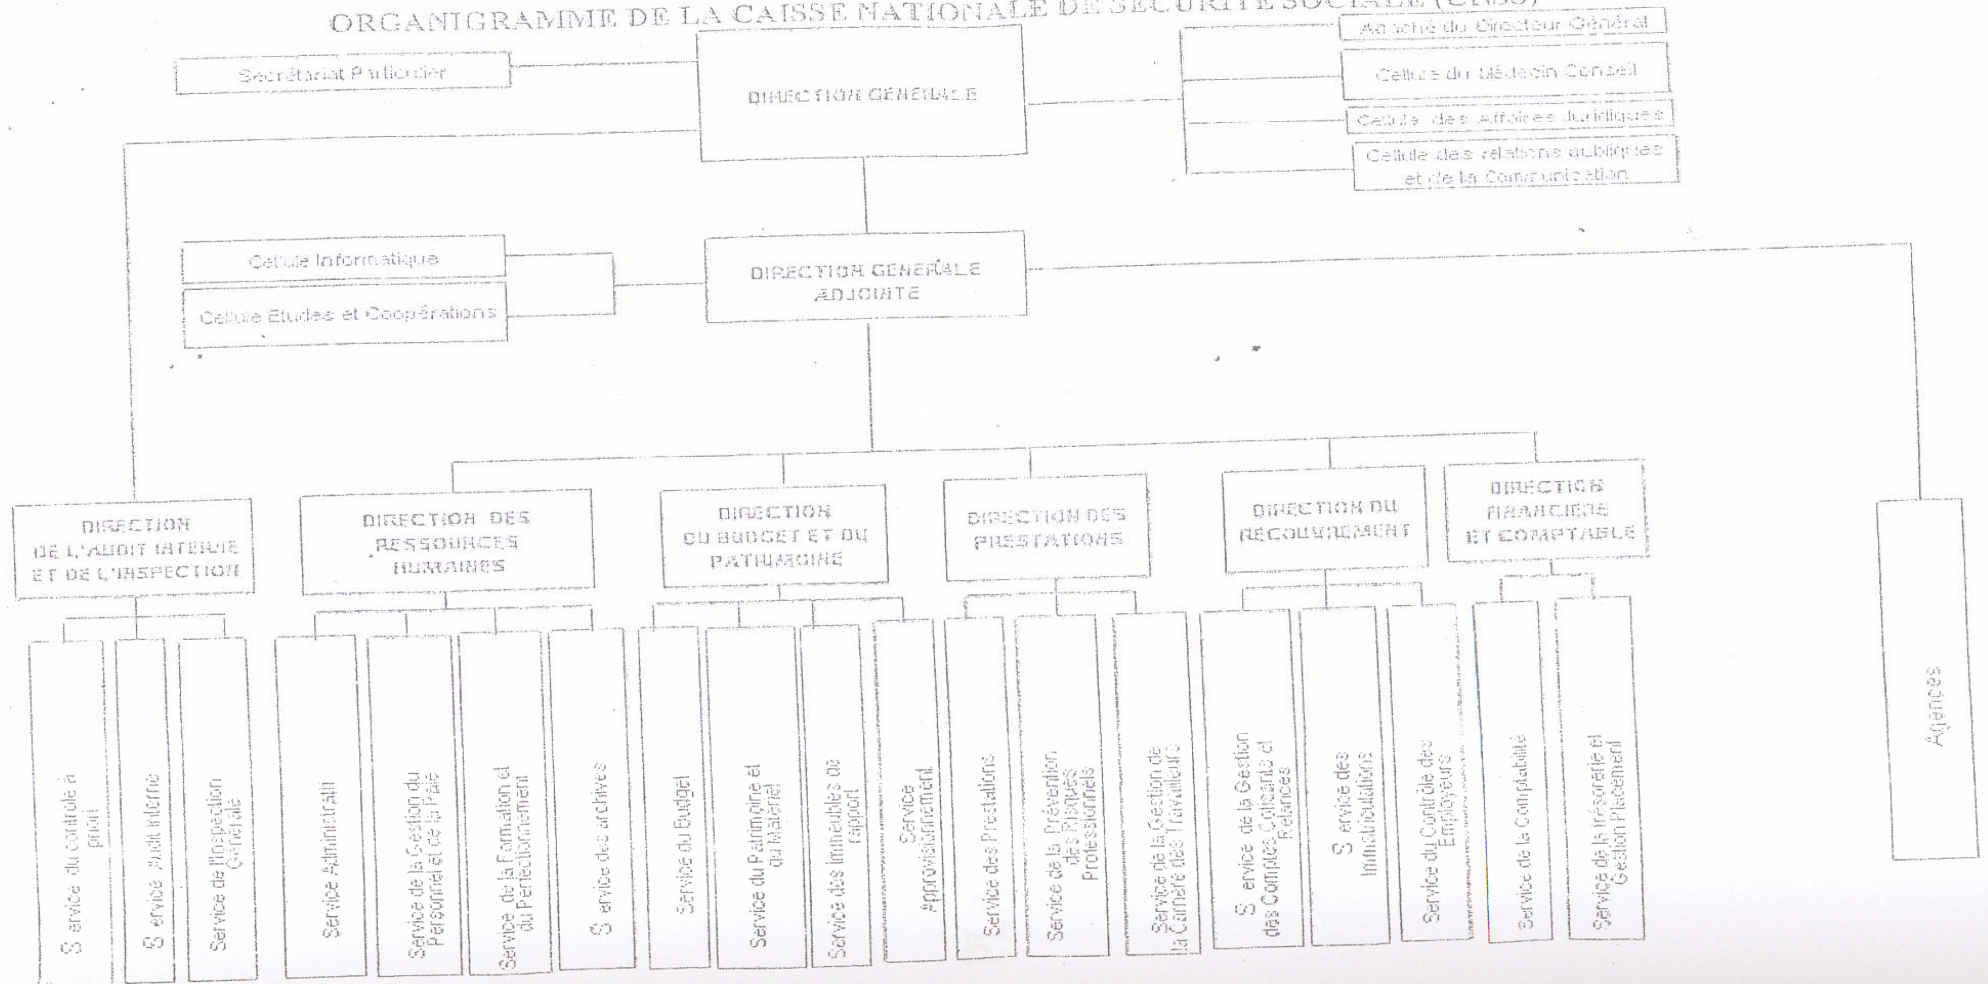 ORGANIGRAMME DE LA CAISSE NATIONALE DE SECURITE SOCIALE (CNSS)
Secrétariat Particulier
DIRECTION GENERALE
Attaché du Directeur Général
Cellule du Médecin Conseil
Cellule des Affaires Juridiques
Cellule des relations publiques
et de la Communication
Cellule Informatique
Cellule Etudes et Coopérations
DIRECTION GENERALE
ADJOINTE
DIRECTION
DE L'AUDIT INTERNE
ET DE L'INSPECTION
DIRECTION DES
RESSOURCES
HUMAINES
DIRECTION
DU BUDGET ET DU
PATRIMOINE
DIRECTION DES
PRESTATIONS
DIRECTION DU
RECOUVREMENT
DIRECTION
FINANCIERE
ET COMPTABLE
Agences
S ervice du contrôle à
priori
S ervice Audit Interne
Service de l'Inspection
Générale
Service Administratif
Service de la Gestion du
Personnel et de la Paie
Service de la Formation et
du Perfectionnement
S ervice des archives
Service du Budget
Service du Patrimoine et
du Matériel
Service des Immeubles de
rapport
Service
Approvisionnement
Service des Prestations
Service de la Prévention
des Risques
Professionnels
Service de la Gestion de
la Carrière des Travailleurs
S ervice de la Gestion
des Comptes Cotisants et
Relances
S ervice des
Immatriculations
Service du Contrôle des
Employeurs
Service de la Comptabilité
Service de la trésorerie et
Gestion Placement